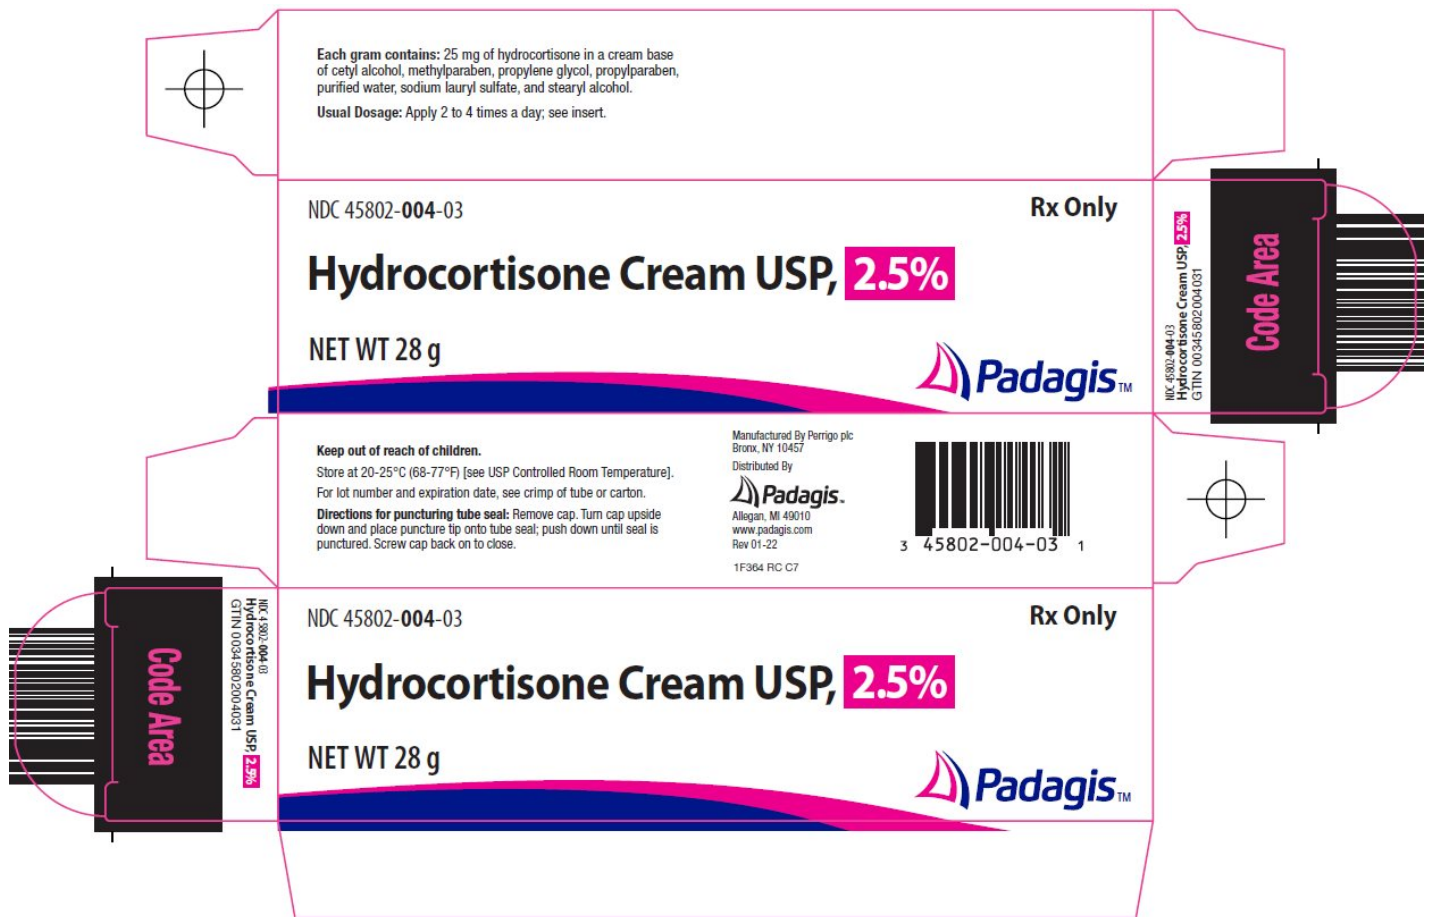 Each gram contains: 25 mg of hydrocortisone in a cream base
of cetyl alcohol, methylparaben, propylene glycol, propylparaben,
purified water, sodium lauryl sulfate, and stearyl alcohol.
Usual Dosage: Apply 2 to 4 times a day; see insert.
NDC 45802-004-03
Rx Only
Hydrocortisone Cream USP, 2.5%
NET WT 28 g
Padagis™
NDC 45802-004-03
Hydrocortisone Cream USP, 2.5%
GTIN 00345802004031
Code Area
Keep out of reach of children.
Store at 20-25°C (68-77°F) [see USP Controlled Room Temperature].
For lot number and expiration date, see crimp of tube or carton.
Directions for puncturing tube seal: Remove cap. Turn cap upside
down and place puncture tip onto tube seal; push down until seal is
punctured. Screw cap back on to close.
Manufactured By Perrigo plc
Bronx, NY 10457
Distributed By
Padagis™
Allegan, MI 49010
www.padagis.com
Rev 01-22
1F364 RC C7
3 45802-004-03 1
NDC 45802-004-03
Hydrocortisone Cream USP, 2.5%
GTIN 00345802004031
Code Area
NDC 45802-004-03
Rx Only
Hydrocortisone Cream USP, 2.5%
NET WT 28 g
Padagis™